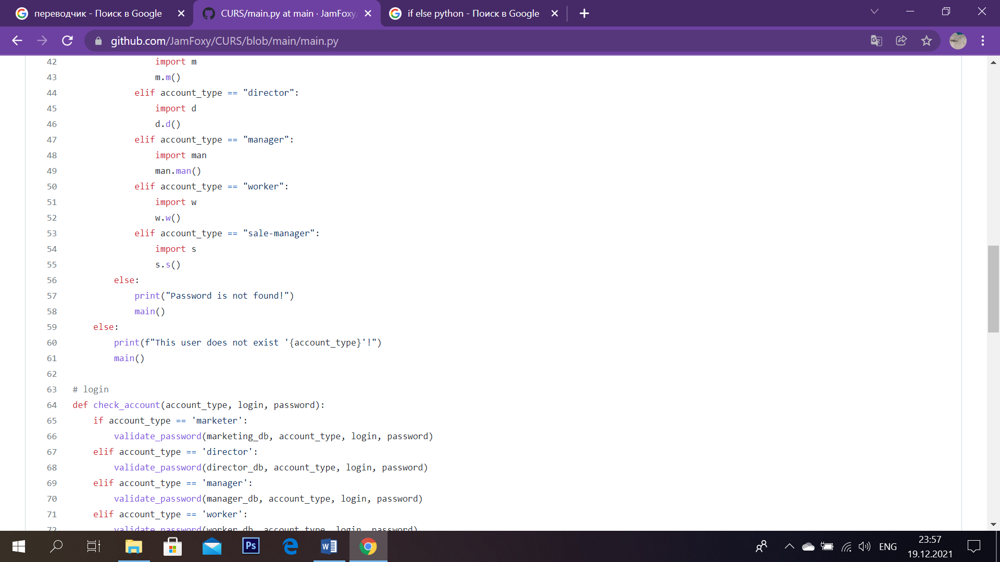 переводчик - Поиск в Google
CURS/main.py at main · JamFoxy/
if else python - Поиск в Google
github.com/JamFoxy/CURS/blob/main/main.py
42 import m
43 m.m()
44 elif account_type == "director":
45 import d
46 d.d()
47 elif account_type == "manager":
48 import man
49 man.man()
50 elif account_type == "worker":
51 import w
52 w.w()
53 elif account_type == "sale-manager":
54 import s
55 s.s()
56 else:
57 print("Password is not found!")
58 main()
59 else:
60 print(f"This user does not exist '{account_type}'!")
61 main()
62
63 # login
64 def check_account(account_type, login, password):
65 if account_type == 'marketer':
66 validate_password(marketing_db, account_type, login, password)
67 elif account_type == 'director':
68 validate_password(director_db, account_type, login, password)
69 elif account_type == 'manager':
70 validate_password(manager_db, account_type, login, password)
71 elif account_type == 'worker':
72 validate_password(worker_db, account_type, login, password)
Ps
W
ENG
23:57
19.12.2021